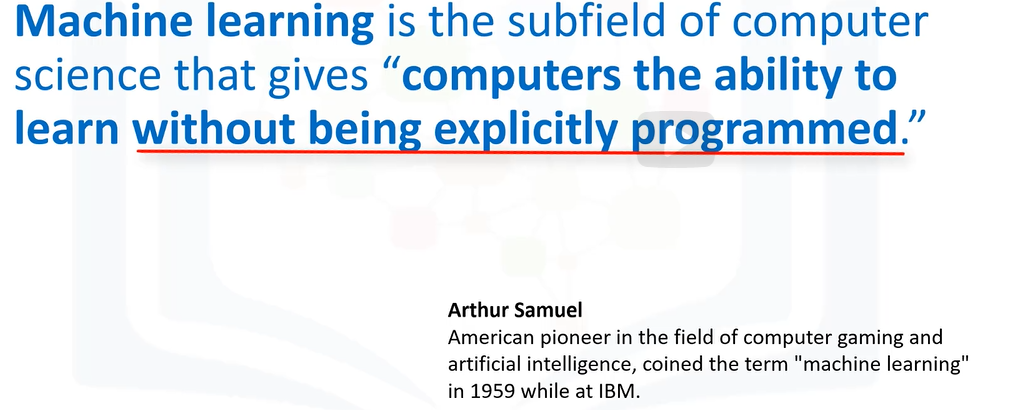 Machine learning is the subfield of computer
science that gives “computers the ability to
learn without being explicitly programmed.”
Arthur Samuel
American pioneer in the field of computer gaming and
artificial intelligence, coined the term "machine learning"
in 1959 while at IBM.